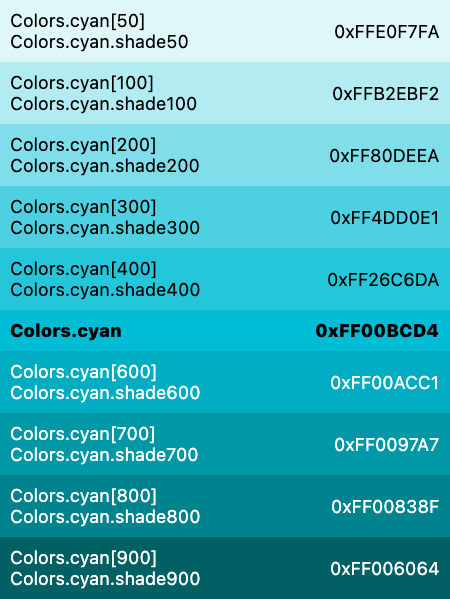 Colors.cyan[50]
Colors.cyan.shade50
0xFFE0F7FA
Colors.cyan[100]
Colors.cyan.shade100
0xFFB2EBF2
Colors.cyan[200]
Colors.cyan.shade200
0xFF80DEEA
Colors.cyan[300]
Colors.cyan.shade300
0xFF4DD0E1
Colors.cyan[400]
Colors.cyan.shade400
0xFF26C6DA
Colors.cyan
0xFF00BCD4
Colors.cyan[600]
Colors.cyan.shade600
0xFF00ACC1
Colors.cyan[700]
Colors.cyan.shade700
0xFF0097A7
Colors.cyan[800]
Colors.cyan.shade800
0xFF00838F
Colors.cyan[900]
Colors.cyan.shade900
0xFF006064